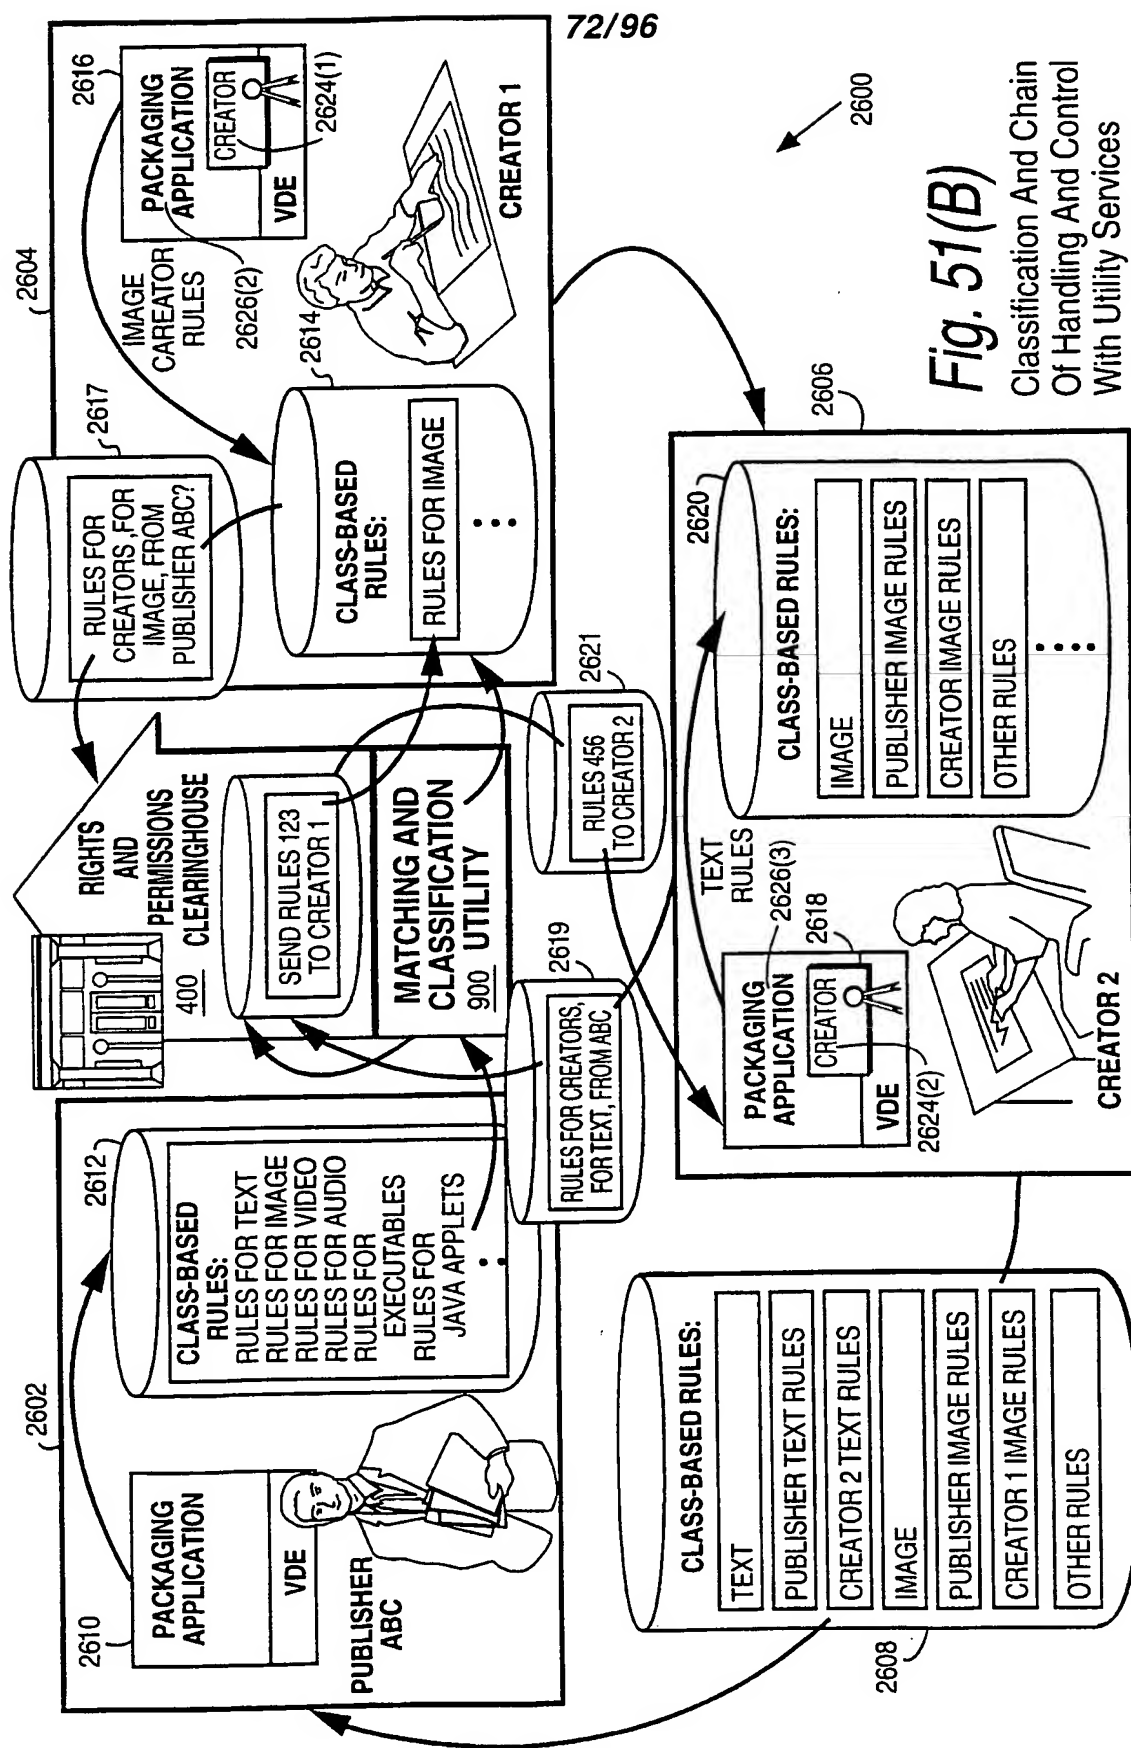 72/96
2602
2610
PACKAGING
APPLICATION
VDE
PUBLISHER
ABC
2612
CLASS-BASED
RULES:
RULES FOR TEXT
RULES FOR IMAGE
RULES FOR VIDEO
RULES FOR AUDIO
RULES FOR
EXECUTABLES
RULES FOR
JAVA APPLETS
RIGHTS
AND
PERMISSIONS
CLEARINGHOUSE
400
SEND RULES 123
TO CREATOR 1
MATCHING AND
CLASSIFICATION
900 UTILITY
2617
RULES FOR
CREATORS ,FOR
IMAGE, FROM
PUBLISHER ABC?
2604
2614
CLASS-BASED
RULES:
RULES FOR IMAGE
IMAGE
CAREATOR
RULES
2626(2)
2616
PACKAGING
APPLICATION
CREATOR
VDE
2624(1)
CREATOR 1
2619
RULES FOR CREATORS,
FOR TEXT, FROM ABC
2621
RULES 456
TO CREATOR 2
2608
CLASS-BASED RULES:
TEXT
PUBLISHER TEXT RULES
CREATOR 2 TEXT RULES
IMAGE
PUBLISHER IMAGE RULES
CREATOR 1 IMAGE RULES
OTHER RULES
2606
PACKAGING
APPLICATION
CREATOR
VDE
2624(2)
2618
2626(3)
TEXT
RULES
CREATOR 2
2620
CLASS-BASED RULES:
IMAGE
PUBLISHER IMAGE RULES
CREATOR IMAGE RULES
OTHER RULES
2600
Fig. 51(B)
Classification And Chain
Of Handling And Control
With Utility Services